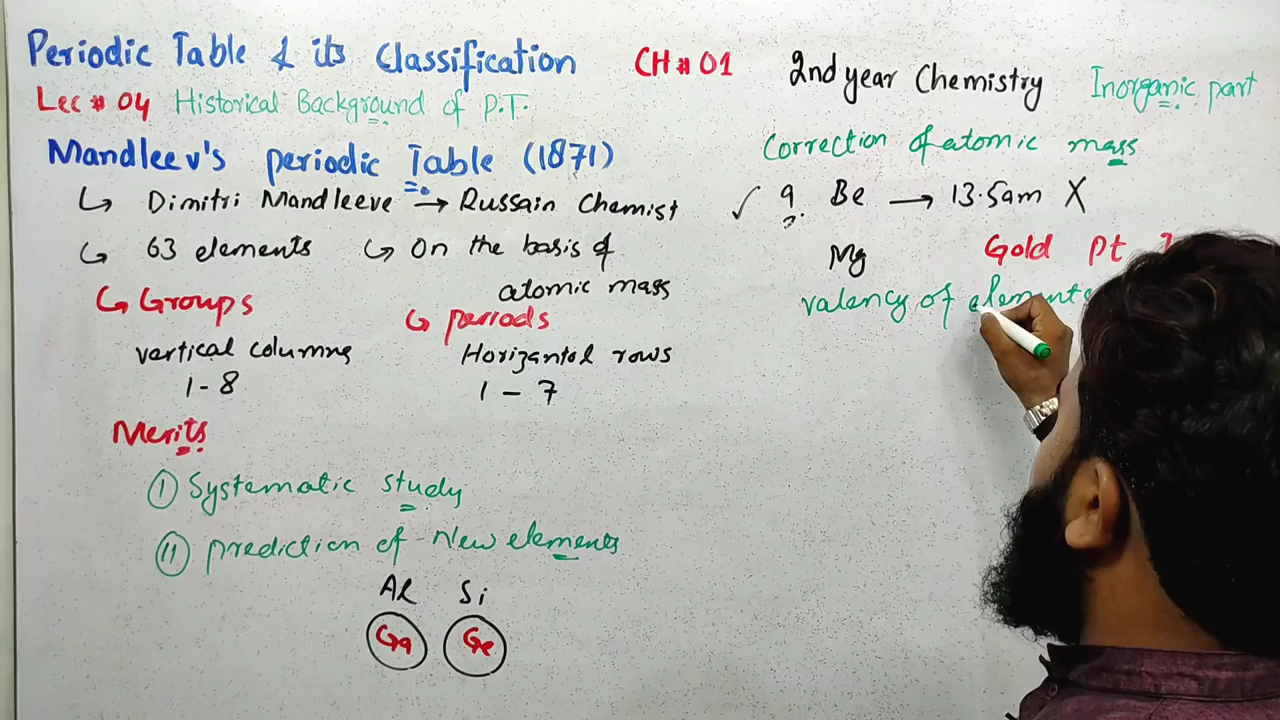 Periodic Table & its Classification CH # 01
Lec # 04 Historical Background of P.T.
Mandleev's periodic Table (1871)
↳ Dimitri Mandleeve → Russain Chemist
↳ 63 elements ↳ On the basis of
atomic mass
↳ Groups ↳ periods
vertical columns Horizantal rows
1 - 8 1 - 7
Merits
(I) Systematic study
(II) prediction of New elements
Al Si
Ga Ge
2nd year Chemistry Inorganic part
Correction of atomic mass
✓ 9 Be → 13.5am X
Mg Gold Pt
valency of elements